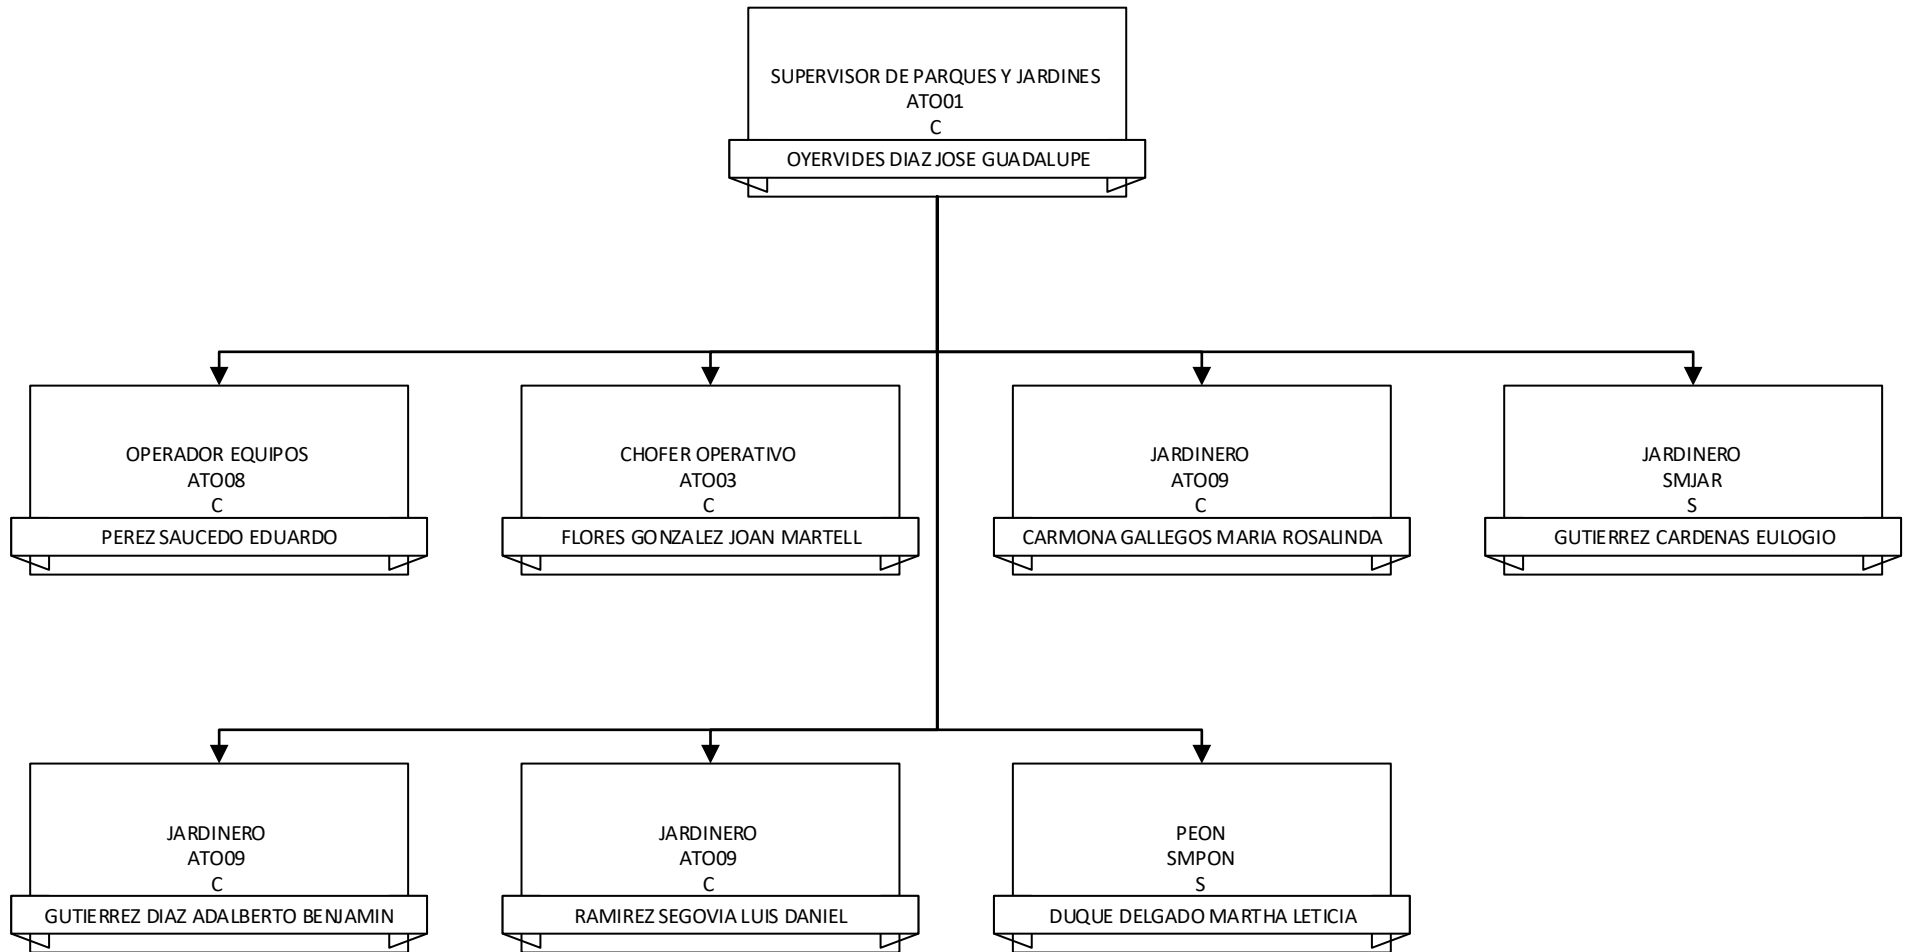 SUPERVISOR DE PARQUES Y JARDINES
ATO01
C
OYERVIDES DIAZ JOSE GUADALUPE
OPERADOR EQUIPOS
ATO08
C
PEREZ SAUCEDO EDUARDO
CHOFER OPERATIVO
ATO03
C
FLORES GONZALEZ JOAN MARTELL
JARDINERO
ATO09
C
CARMONA GALLEGOS MARIA ROSALINDA
JARDINERO
SMJAR
S
GUTIERREZ CARDENAS EULOGIO
JARDINERO
ATO09
C
GUTIERREZ DIAZ ADALBERTO BENJAMIN
JARDINERO
ATO09
C
RAMIREZ SEGOVIA LUIS DANIEL
PEON
SMPON
S
DUQUE DELGADO MARTHA LETICIA